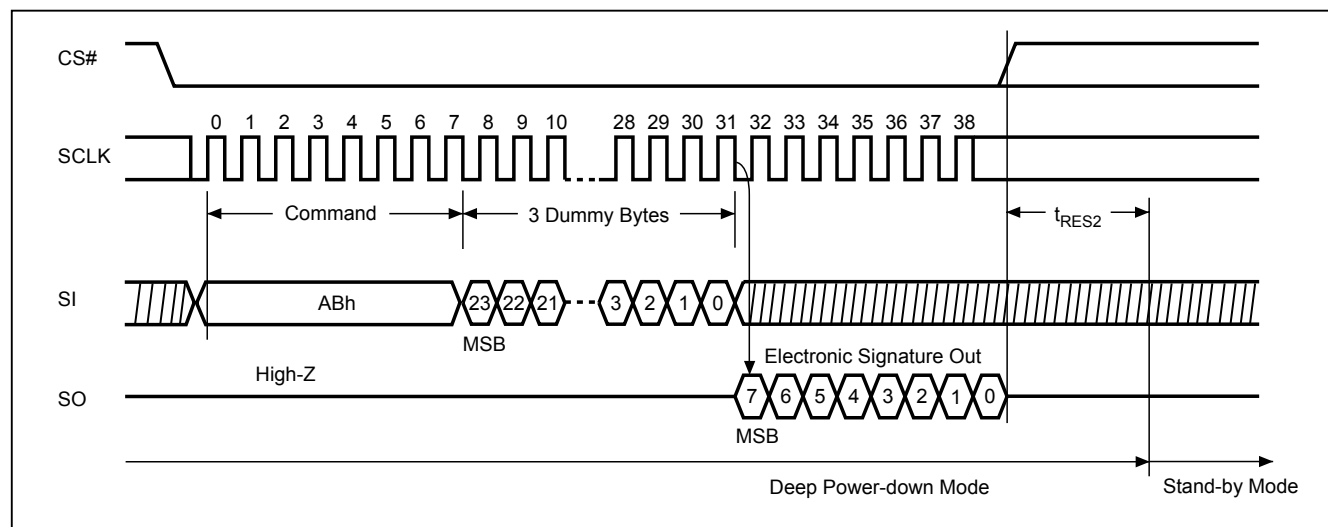 CS#
0 1 2 3 4 5 6 7 8 9 10 28 29 30 31 32 33 34 35 36 37 38
SCLK
Command
3 Dummy Bytes
tRES2
SI
ABh
23 22 21 3 2 1 0
MSB
Electronic Signature Out
High-Z
SO
7 6 5 4 3 2 1 0
MSB
Deep Power-down Mode
Stand-by Mode